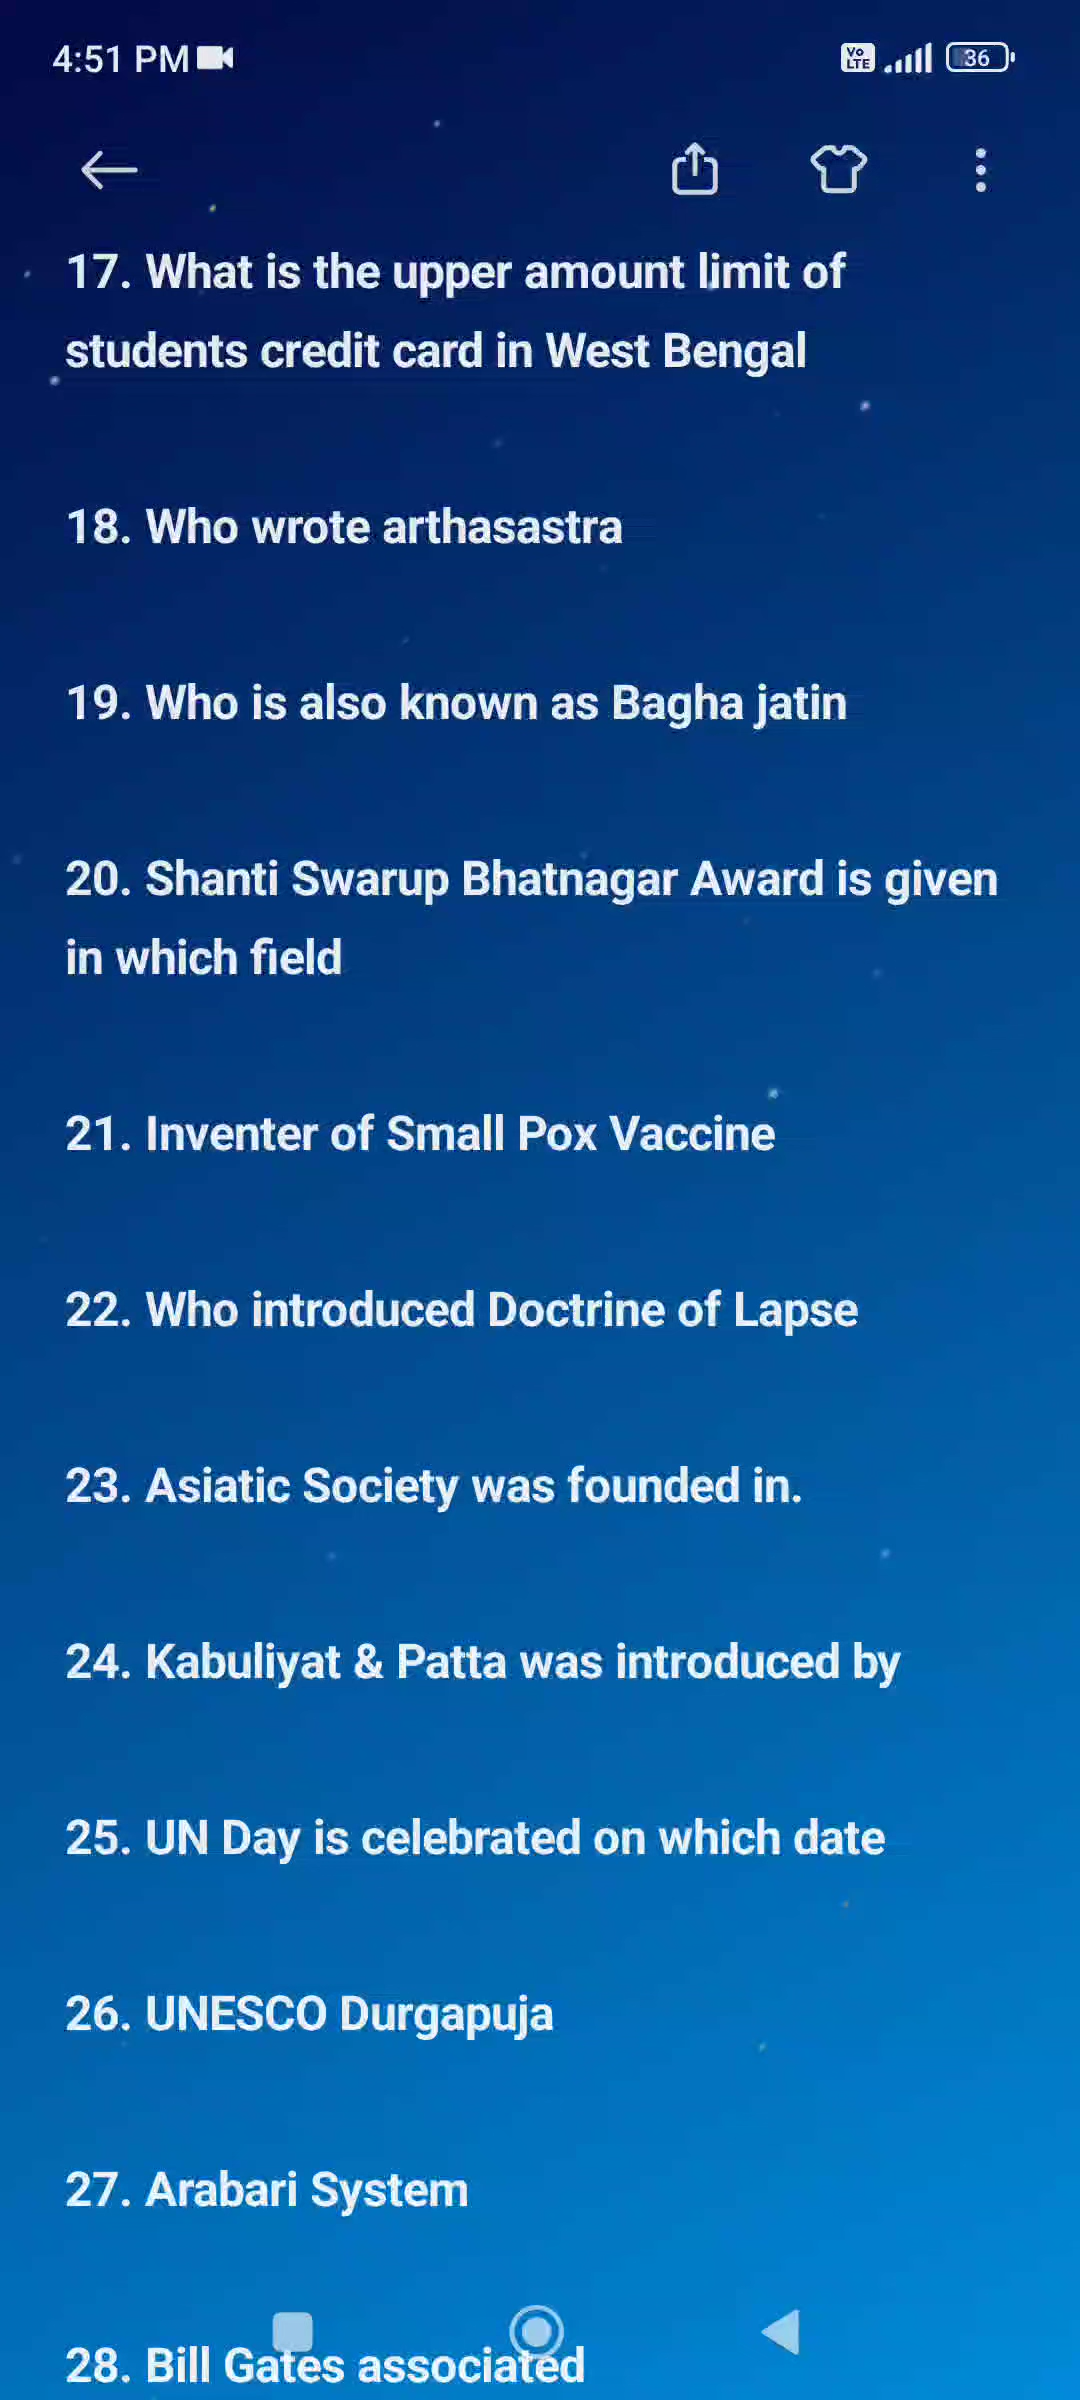 4:51 PM
Vo LTE
36
17. What is the upper amount limit of
students credit card in West Bengal
18. Who wrote arthasastra
19. Who is also known as Bagha jatin
20. Shanti Swarup Bhatnagar Award is given
in which field
21. Inventer of Small Pox Vaccine
22. Who introduced Doctrine of Lapse
23. Asiatic Society was founded in.
24. Kabuliyat & Patta was introduced by
25. UN Day is celebrated on which date
26. UNESCO Durgapuja
27. Arabari System
28. Bill Gates associated